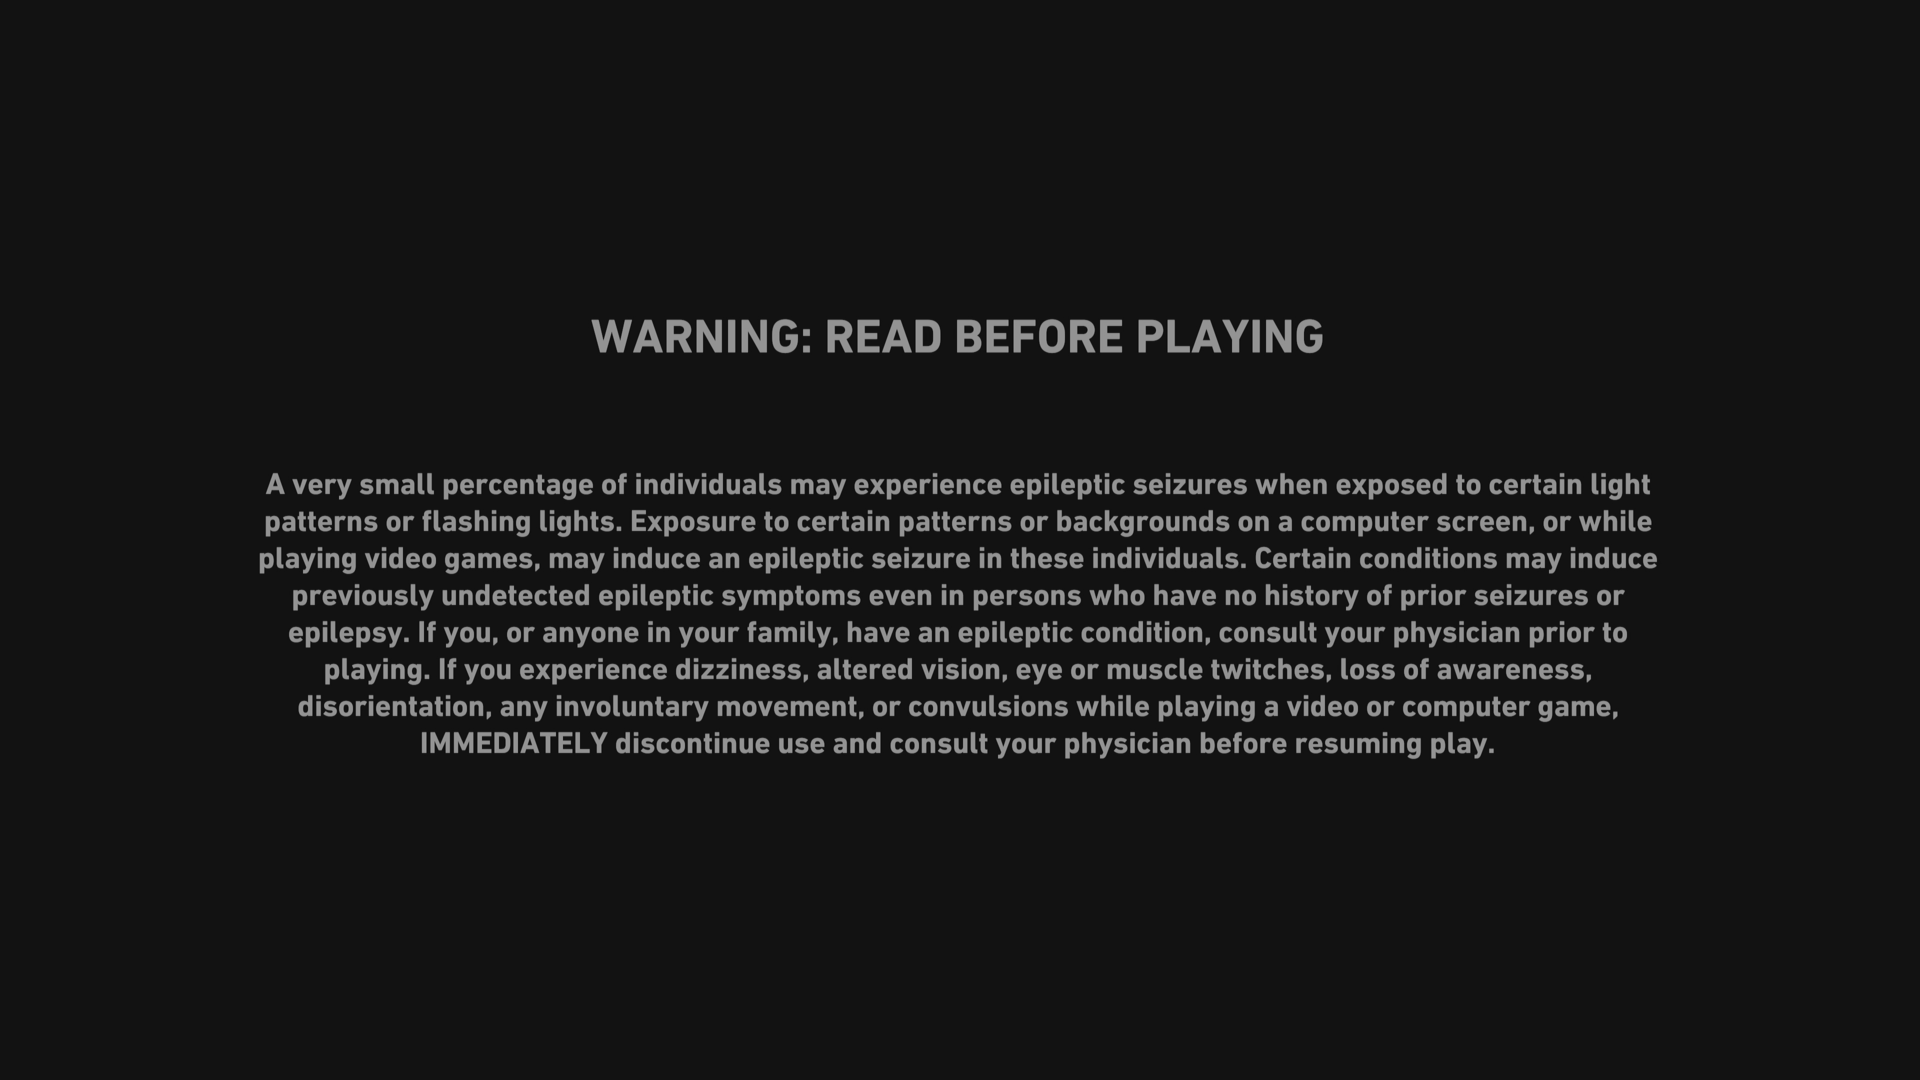 WARNING: READ BEFORE PLAYING
A very small percentage of individuals may experience epileptic seizures when exposed to certain light
patterns or flashing lights. Exposure to certain patterns or backgrounds on a computer screen, or while
playing video games, may induce an epileptic seizure in these individuals. Certain conditions may induce
previously undetected epileptic symptoms even in persons who have no history of prior seizures or
epilepsy. If you, or anyone in your family, have an epileptic condition, consult your physician prior to
playing. If you experience dizziness, altered vision, eye or muscle twitches, loss of awareness,
disorientation, any involuntary movement, or convulsions while playing a video or computer game,
IMMEDIATELY discontinue use and consult your physician before resuming play.